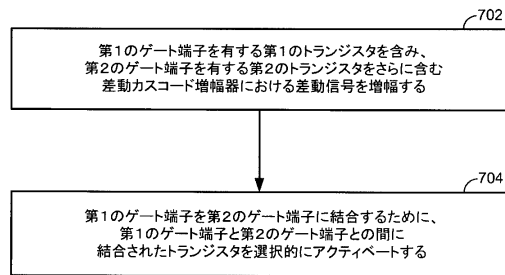 702
第1のゲート端子を有する第1のトランジスタを含み、
第2のゲート端子を有する第2のトランジスタをさらに含む
差動カスコード増幅器における差動信号を増幅する
704
第1のゲート端子を第2のゲート端子に結合するために、
第1のゲート端子と第2のゲート端子との間に
結合されたトランジスタを選択的にアクティベートする